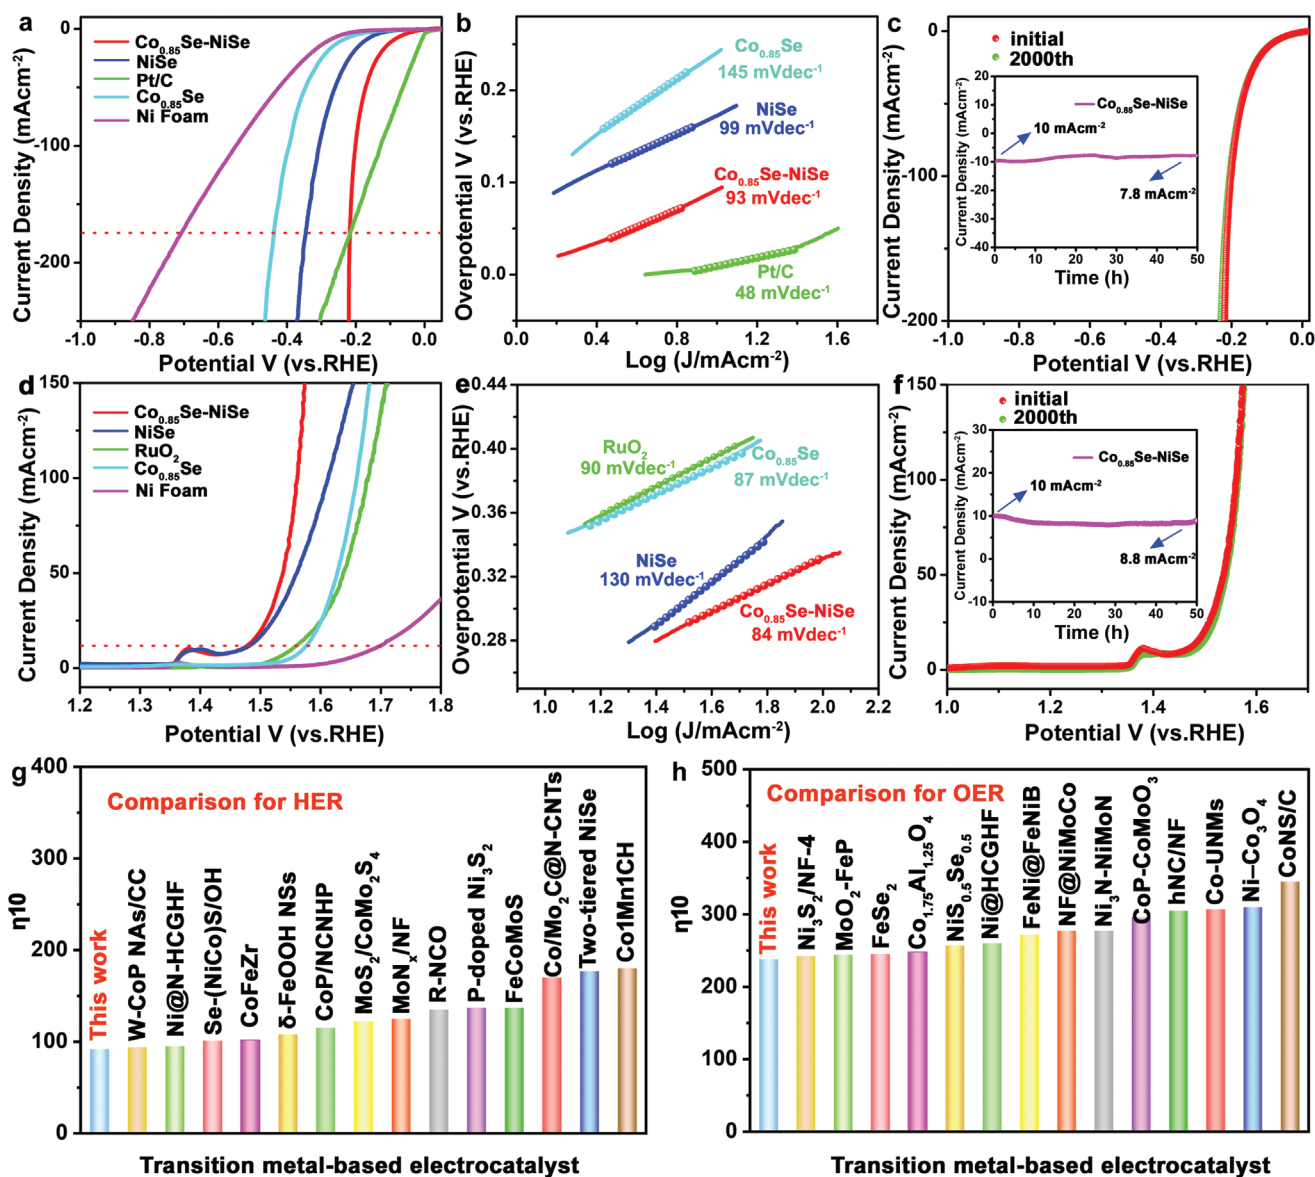 a
Co0.85Se-NiSe
NiSe
Pt/C
Co0.85Se
Ni Foam
0
-100
-200
-1.0
-0.8
-0.6
-0.4
-0.2
0.0
Current Density (mAcm-2)
Potential V (vs.RHE)
b
Co0.85Se
145 mVdec-1
NiSe
99 mVdec-1
Co0.85Se-NiSe
93 mVdec-1
Pt/C
48 mVdec-1
0.2
0.1
0.0
0.0
0.4
0.8
1.2
1.6
Overpotential V (vs.RHE)
Log (J/mAcm-2)
c
initial
2000th
Co0.85Se-NiSe
10 mAcm-2
7.8 mAcm-2
20
10
0
-10
-20
-30
-40
0
10
20
30
40
50
Current Density (mAcm-2)
Time (h)
0
-100
-200
-1.0
-0.8
-0.6
-0.4
-0.2
0.0
Current Density (mAcm-2)
Potential V (vs.RHE)
d
Co0.85Se-NiSe
NiSe
RuO2
Co0.85Se
Ni Foam
150
100
50
0
1.2
1.3
1.4
1.5
1.6
1.7
1.8
Current Density (mAcm-2)
Potential V (vs.RHE)
e
RuO2
90 mVdec-1
Co0.85Se
87 mVdec-1
NiSe
130 mVdec-1
Co0.85Se-NiSe
84 mVdec-1
0.44
0.40
0.36
0.32
0.28
1.0
1.2
1.4
1.6
1.8
2.0
2.2
Overpotential V (vs.RHE)
Log (J/mAcm-2)
f
initial
2000th
Co0.85Se-NiSe
10 mAcm-2
8.8 mAcm-2
30
20
10
0
-10
0
10
20
30
40
50
Current Density (mAcm-2)
Time (h)
150
100
50
0
1.0
1.2
1.4
1.6
Current Density (mAcm-2)
Potential V (vs.RHE)
g
Comparison for HER
400
300
200
100
0
η10
This work
W-CoP NAs/CC
Ni@N-HCGHF
Se-(NiCo)S/OH
CoFeZr
δ-FeOOH NSs
CoP/NCNHP
MoS2/CoMo2S4
MoNx/NF
R-NCO
P-doped Ni3S2
FeCoMoS
Co/Mo2C@N-CNTs
Two-tiered NiSe
Co1Mn1CH
Transition metal-based electrocatalyst
h
Comparison for OER
500
400
300
200
100
0
η10
This work
Ni3S2/NF-4
MoO2-FeP
FeSe2
Co1.75Al1.25O4
NiS0.5Se0.5
Ni@HCGHF
FeNi@FeNiB
NF@NiMoCo
Ni3N-NiMoN
CoP-CoMoO3
hNC/NF
Co-UNMs
Ni–Co3O4
CoNS/C
Transition metal-based electrocatalyst